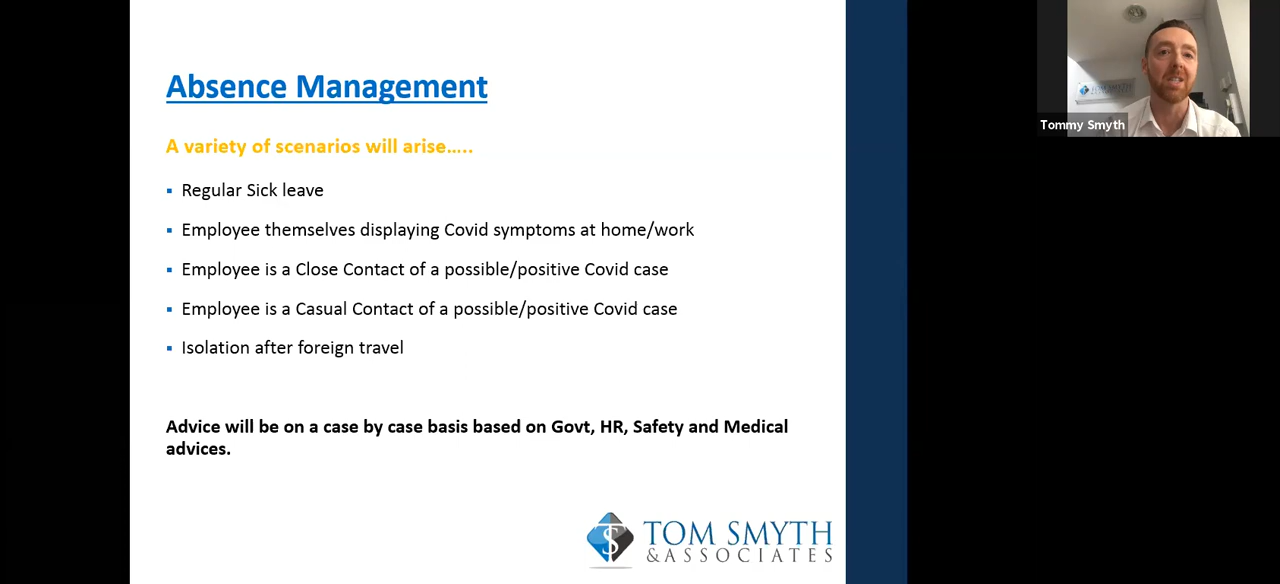 Absence Management
A variety of scenarios will arise…..
Regular Sick leave
Employee themselves displaying Covid symptoms at home/work
Employee is a Close Contact of a possible/positive Covid case
Employee is a Casual Contact of a possible/positive Covid case
Isolation after foreign travel
Advice will be on a case by case basis based on Govt, HR, Safety and Medical
advices.
TOM SMYTH
& ASSOCIATES
TOM SMYTH
& ASSOCIATES
Tommy Smyth